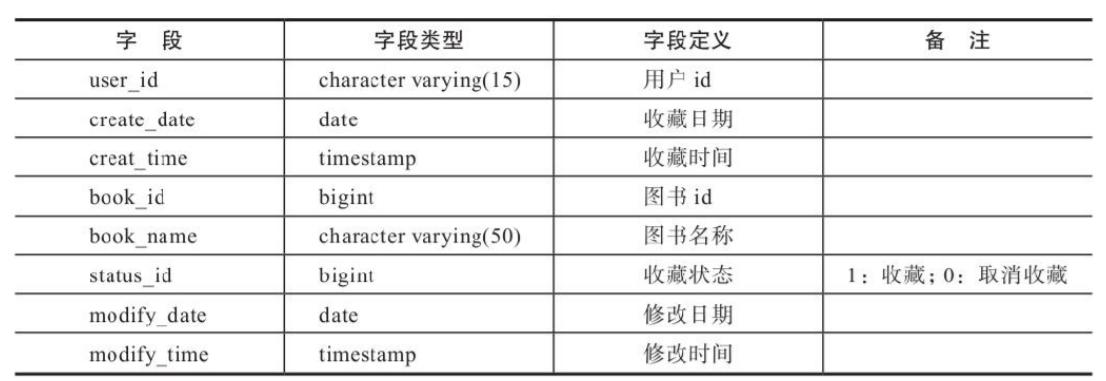 字 段 字段类型 字段定义 备 注
user_id character varying(15) 用户 id
create_date date 收藏日期
creat_time timestamp 收藏时间
book_id bigint 图书 id
book_name character varying(50) 图书名称
status_id bigint 收藏状态 1：收藏；0：取消收藏
modify_date date 修改日期
modify_time timestamp 修改时间